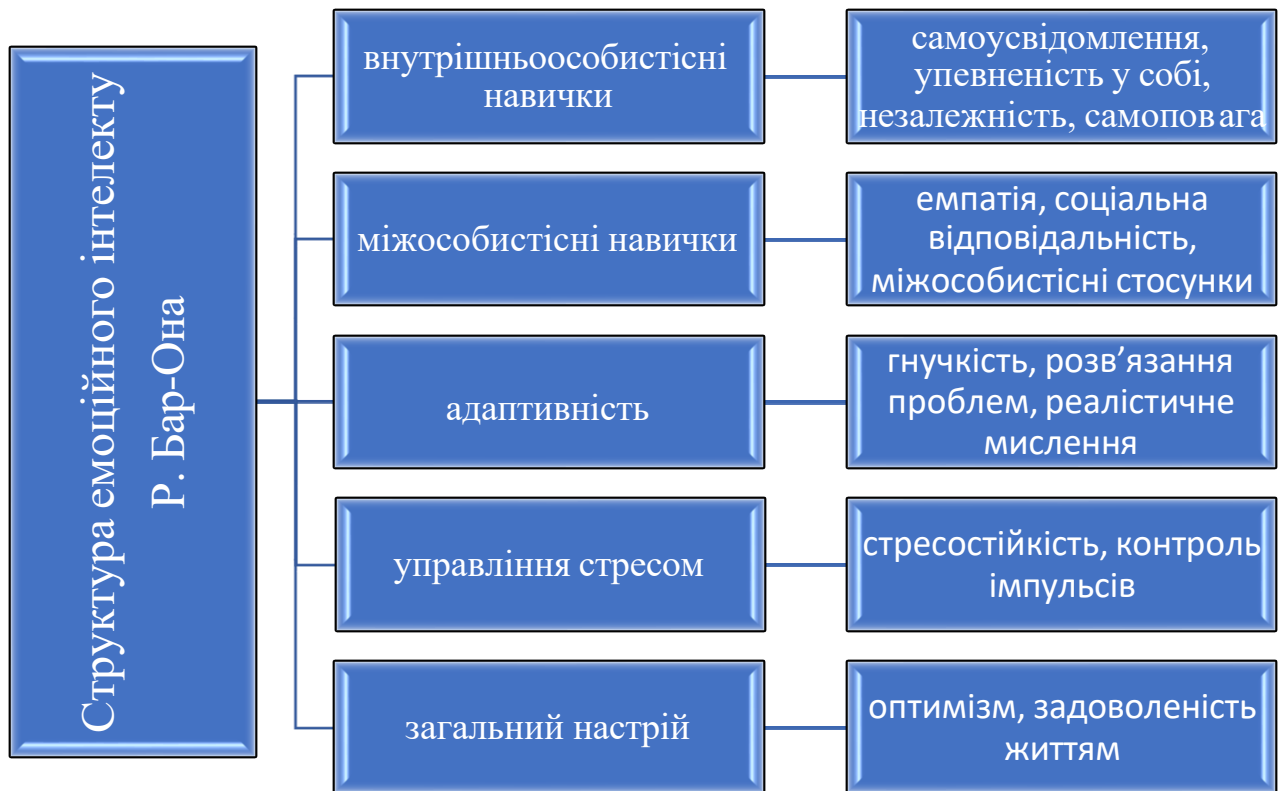 Структура емоційного інтелекту
Р. Бар-Она
внутрішньоособистісні
навички
самоусвідомлення,
упевненість у собі,
незалежність, самоповага
міжособистісні навички
емпатія, соціальна
відповідальність,
міжособистісні стосунки
адаптивність
гнучкість, розв’язання
проблем, реалістичне
мислення
управління стресом
стресостійкість, контроль
імпульсів
загальний настрій
оптимізм, задоволеність
життям